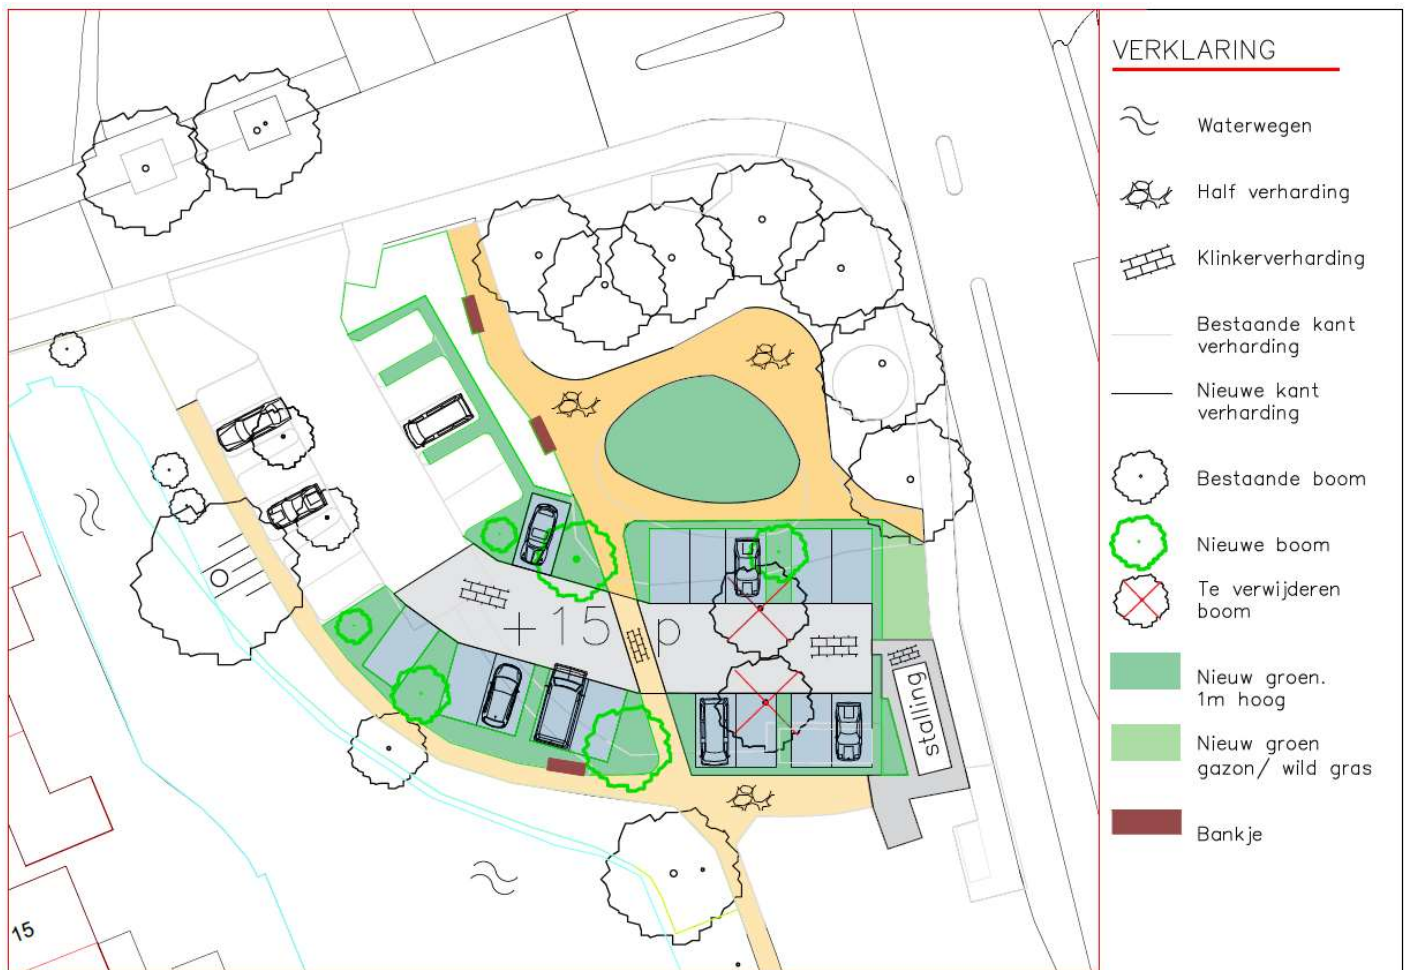 VERKLARING
Waterwegen
Half verharding
Klinkerverharding
Bestaande kant
verharding
Nieuwe kant
verharding
Bestaande boom
Nieuwe boom
Te verwijderen
boom
Nieuw groen.
1m hoog
Nieuw groen
gazon/ wild gras
Bankje
+15 p
stalling
15